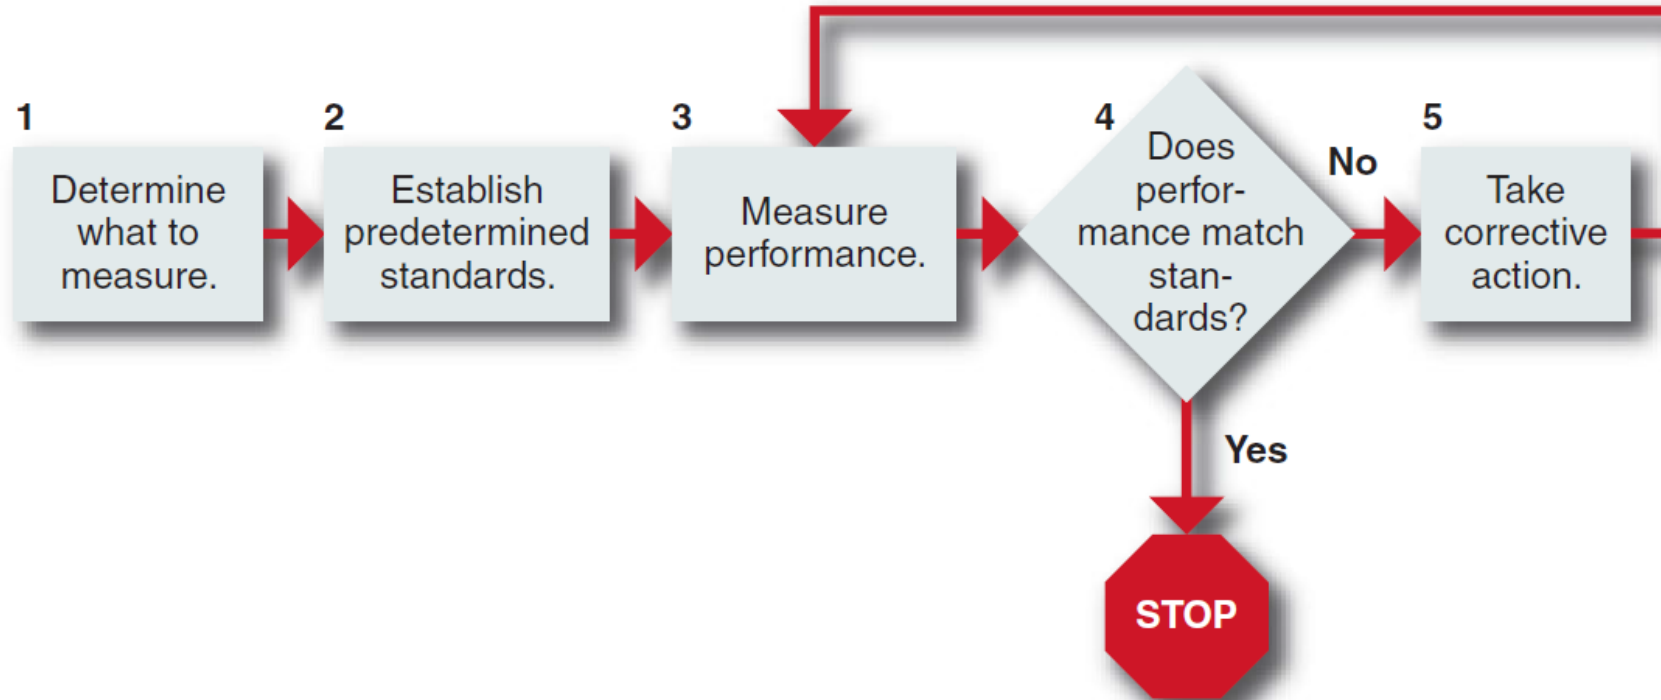 1
Determine
what to
measure.
2
Establish
predetermined
standards.
3
Measure
performance.
4
Does
perfor-
mance match
stan-
dards?
No
5
Take
corrective
action.
Yes
STOP